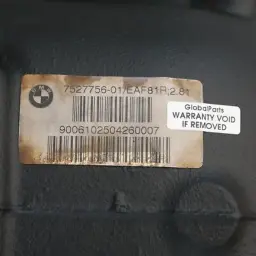 7527756-01/EAF81R;2.81
9006102504260007
GlobalParts
WARRANTY VOID
IF REMOVED